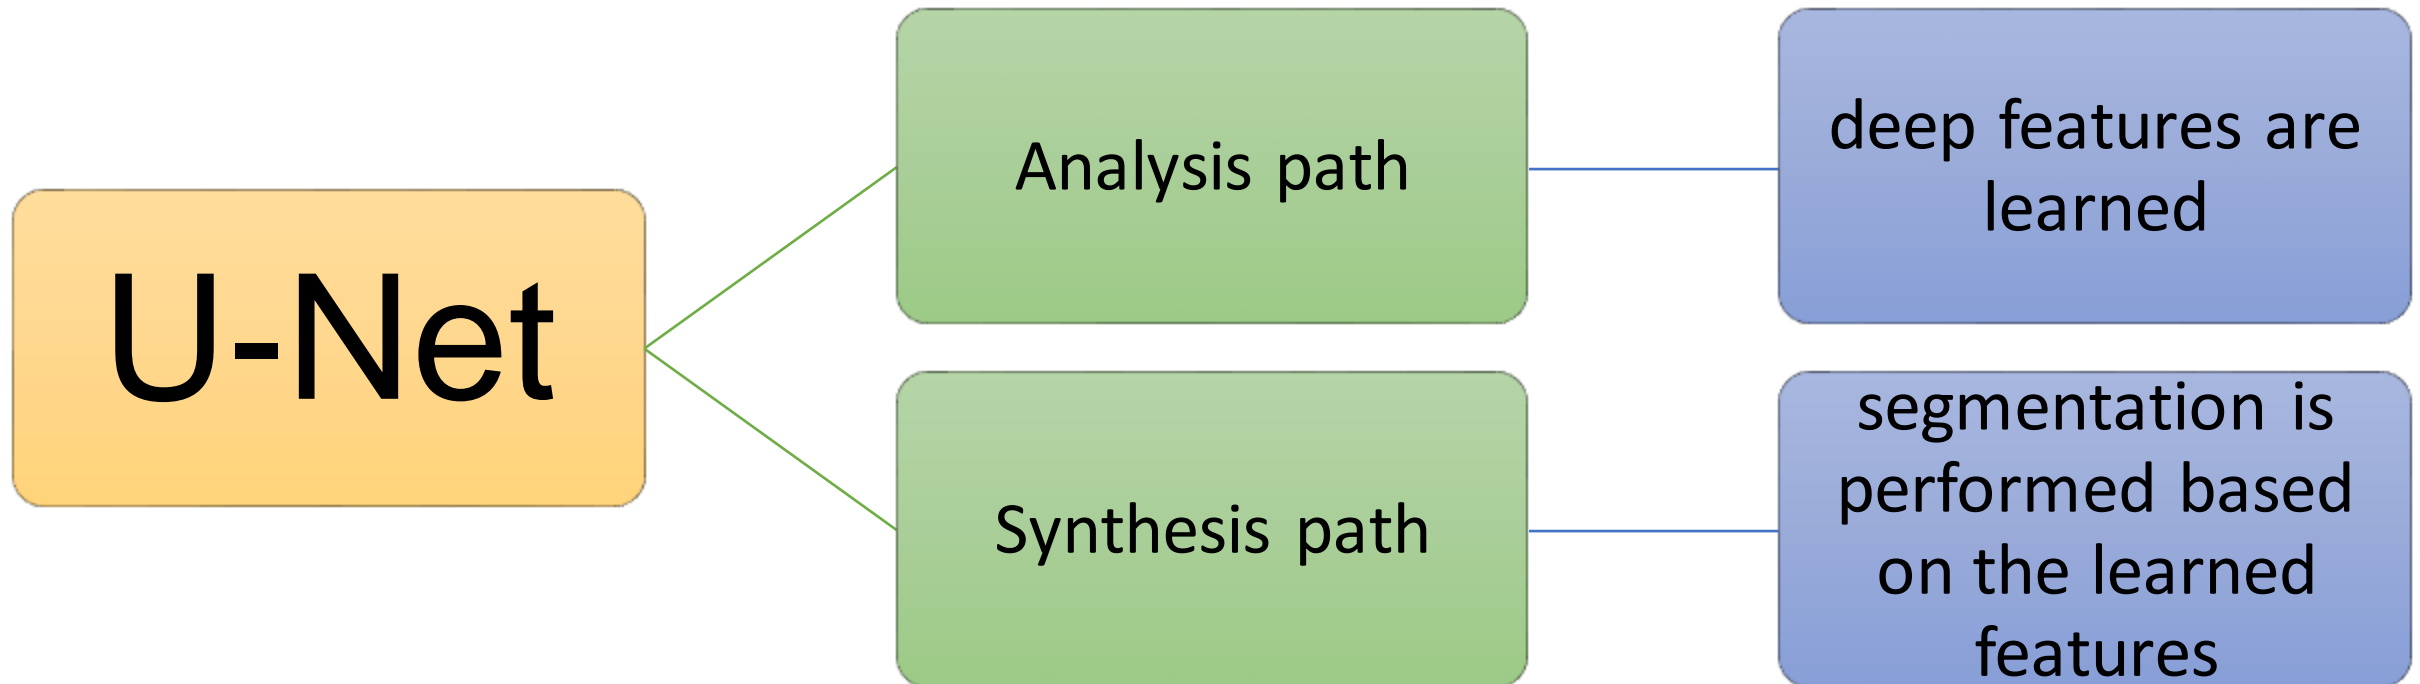 U-Net
Analysis path
deep features are
learned
Synthesis path
segmentation is
performed based
on the learned
features